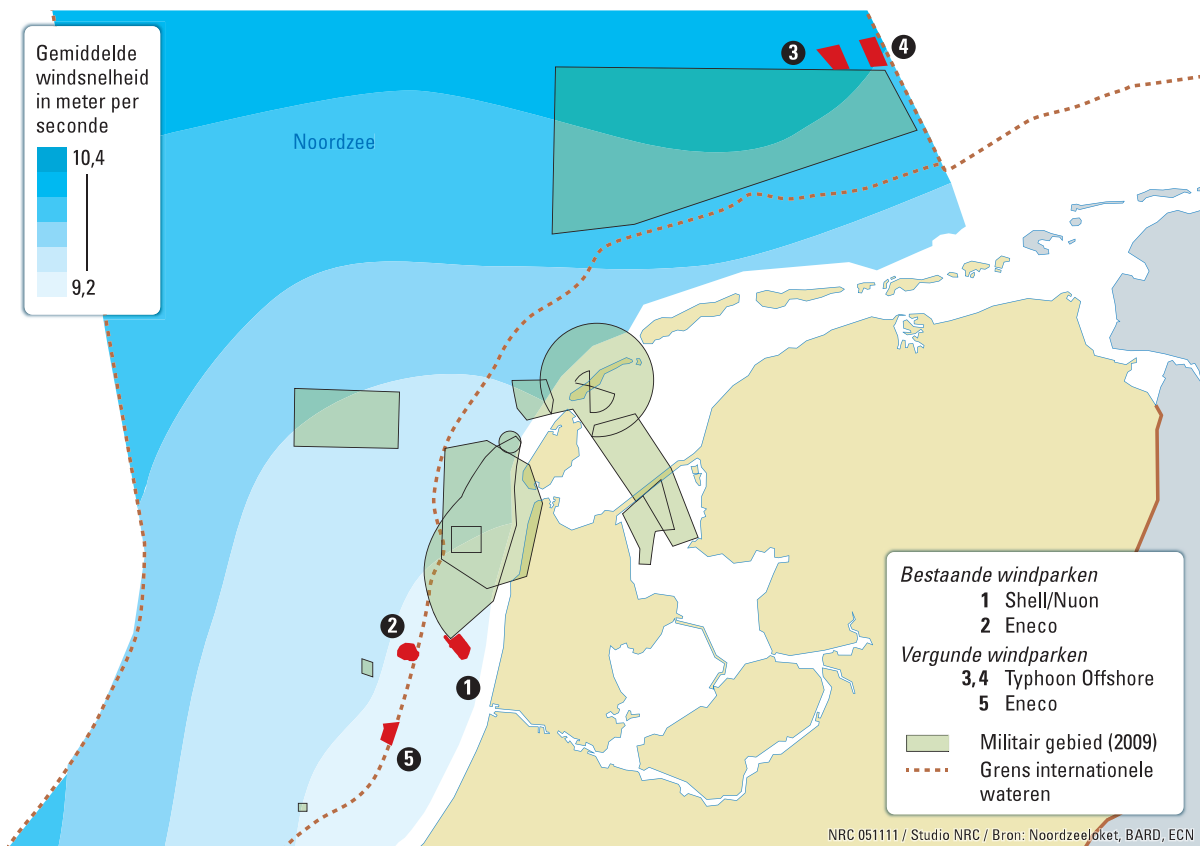 Gemiddelde
windsnelheid
in meter per
seconde
10,4
9,2
Noordzee
3
4
2
1
5
Bestaande windparken
1 Shell/Nuon
2 Eneco
Vergunde windparken
3,4 Typhoon Offshore
5 Eneco
Militair gebied (2009)
Grens internationele
wateren
NRC 051111 / Studio NRC / Bron: Noordzeeloket, BARD, ECN